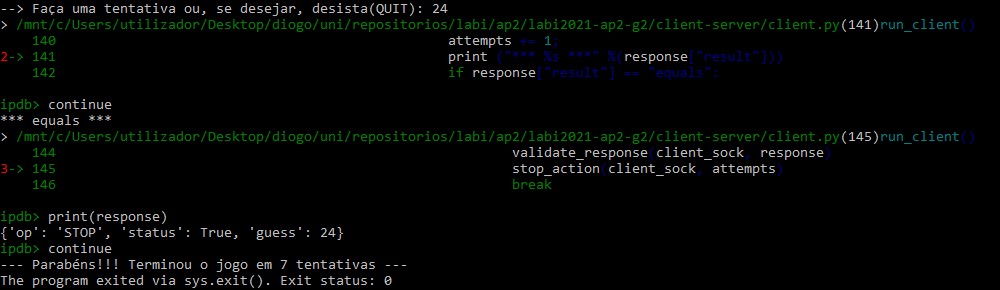 --> Faça uma tentativa ou, se desejar, desista(QUIT): 24
> /mnt/c/Users/utilizador/Desktop/diogo/uni/repositorios/labi/ap2/labi2021-ap2-g2/client-server/client.py(141)run_client()
140 attempts += 1;
2-> 141 print ("*** %s ***" %(response["result"]))
142 if response["result"] == "equals":
ipdb> continue
*** equals ***
> /mnt/c/Users/utilizador/Desktop/diogo/uni/repositorios/labi/ap2/labi2021-ap2-g2/client-server/client.py(145)run_client()
144 validate_response(client_sock, response)
3-> 145 stop_action(client_sock, attempts)
146 break
ipdb> print(response)
{'op': 'STOP', 'status': True, 'guess': 24}
ipdb> continue
--- Parabéns!!! Terminou o jogo em 7 tentativas ---
The program exited via sys.exit(). Exit status: 0